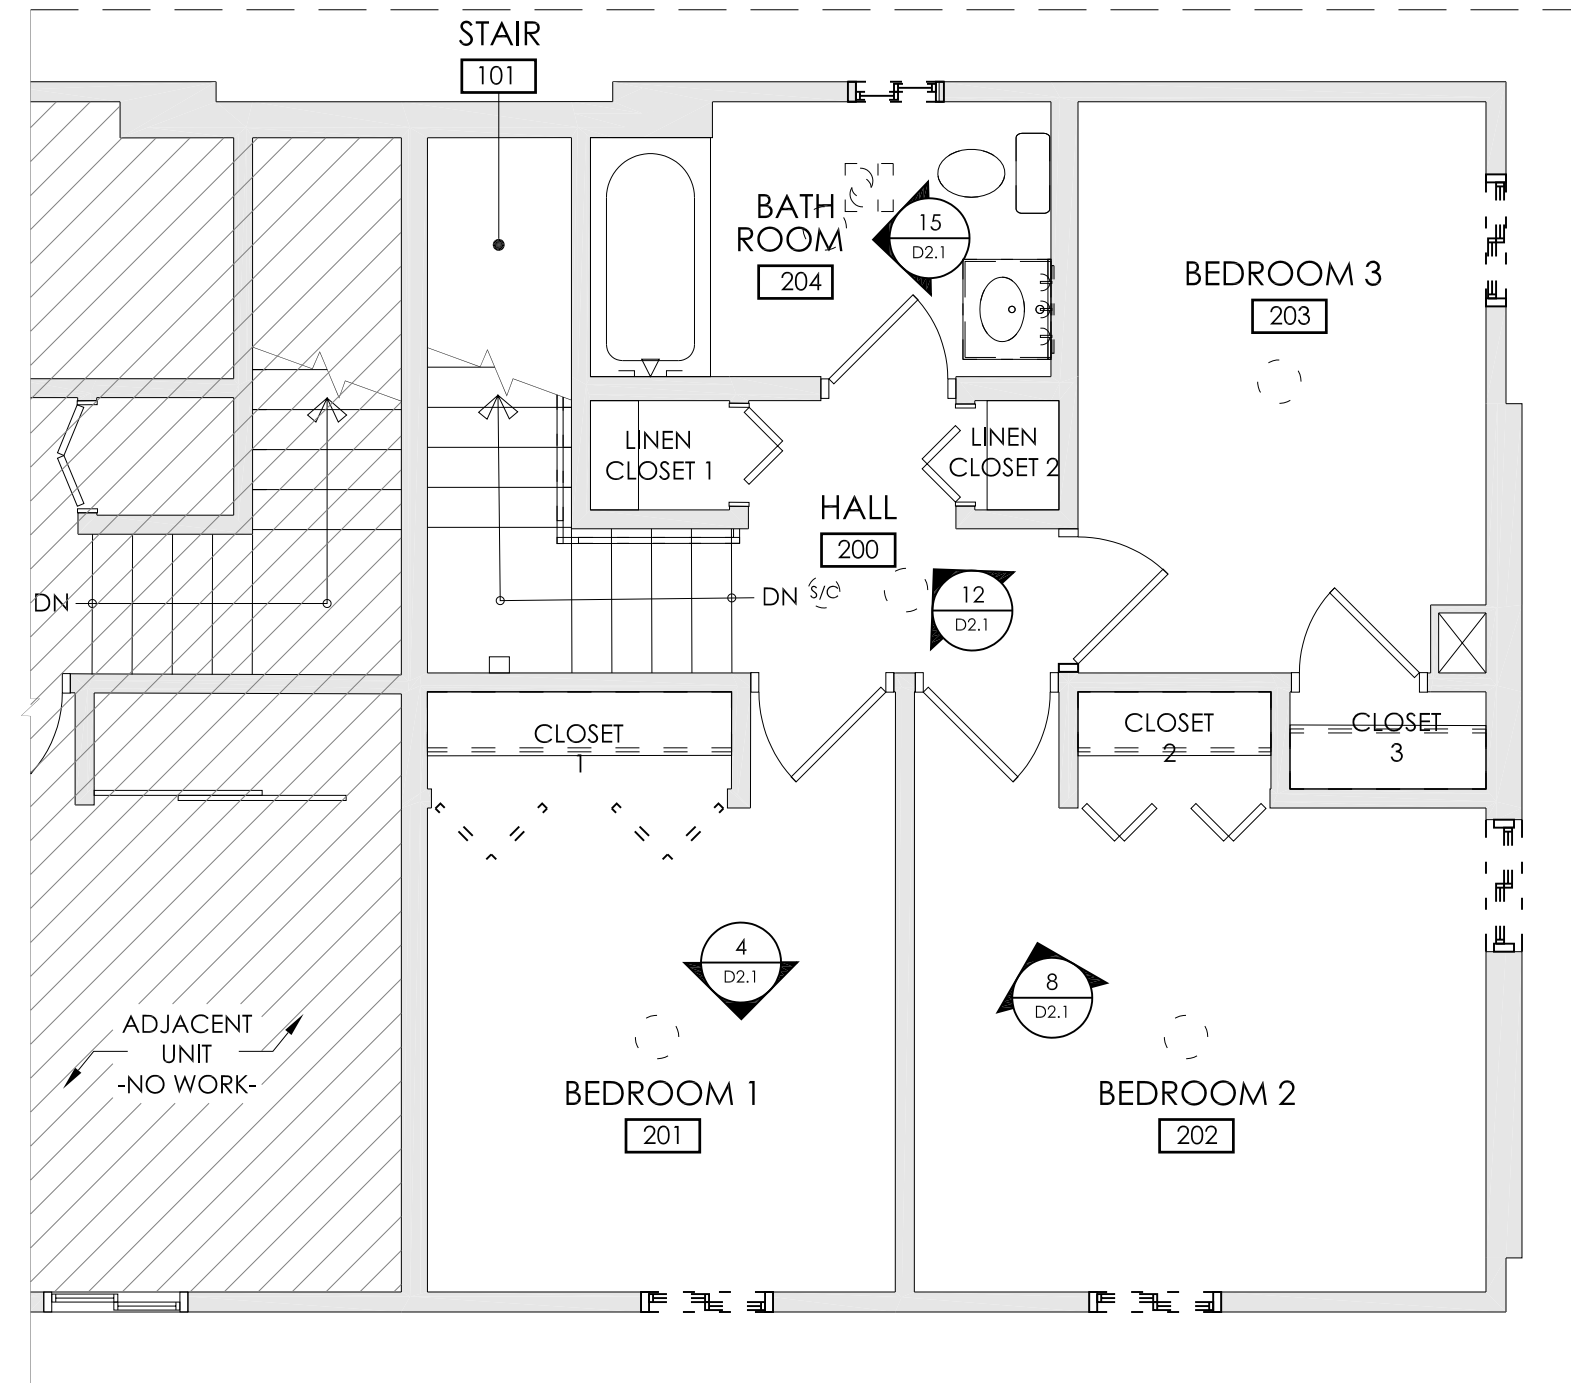 STAIR
101
BATH
ROOM
204
15
D2.1
BEDROOM 3
203
LINEN
CLOSET 1
LINEN
CLOSET 2
HALL
200
DN
DN
S/C
12
D2.1
CLOSET
1
CLOSET
2
CLOSET
3
4
D2.1
8
D2.1
ADJACENT
UNIT
-NO WORK-
BEDROOM 1
201
BEDROOM 2
202